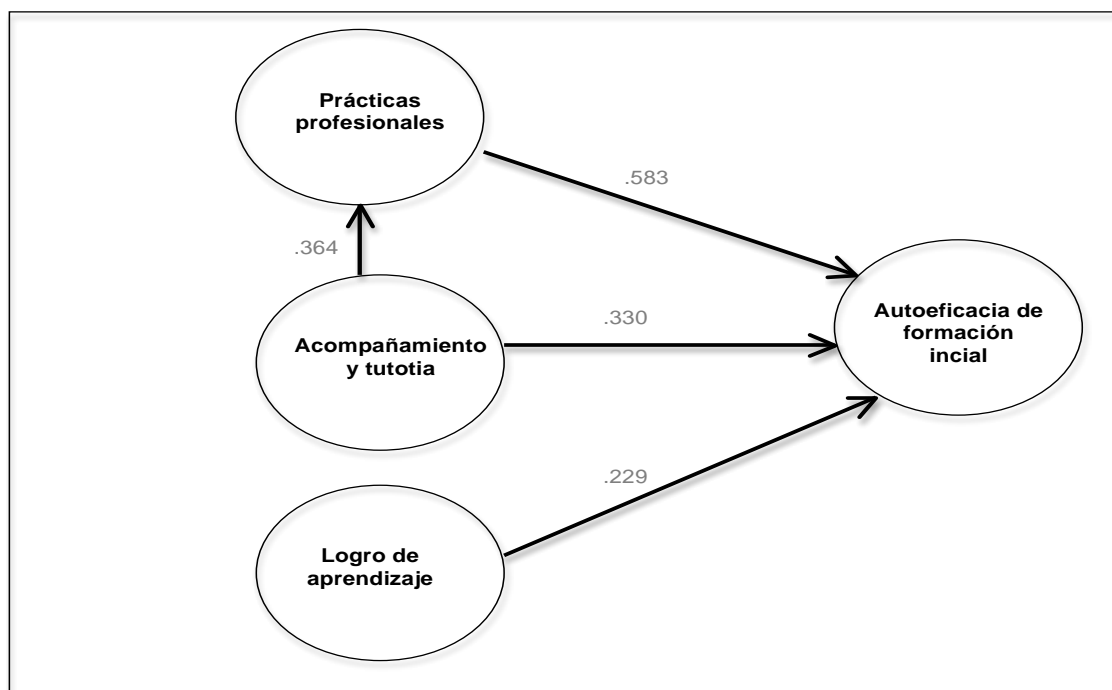 Prácticas
profesionales
.583
.364
Autoeficacia de
formación
incial
.330
Acompañamiento
y tutotia
.229
Logro de
aprendizaje